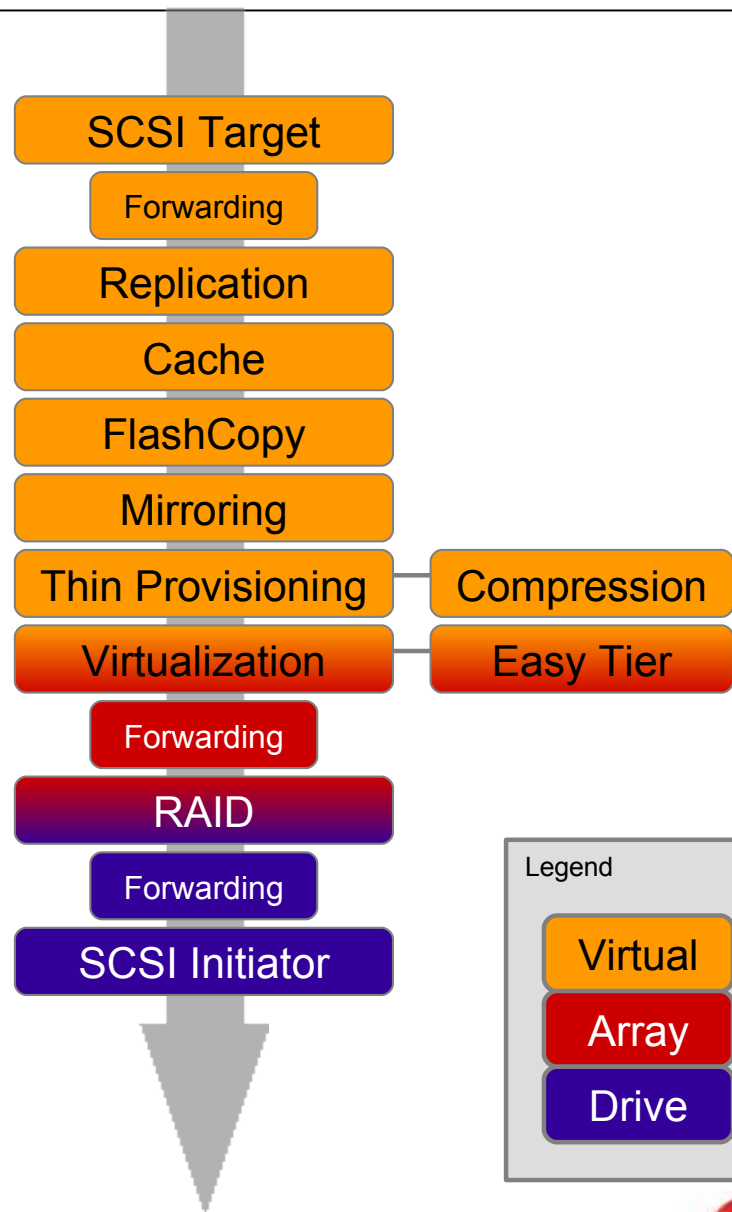 SCSI Target
Forwarding
Replication
Cache
FlashCopy
Mirroring
Thin Provisioning
Compression
Virtualization
Easy Tier
Forwarding
RAID
Forwarding
SCSI Initiator
Legend
Virtual
Array
Drive